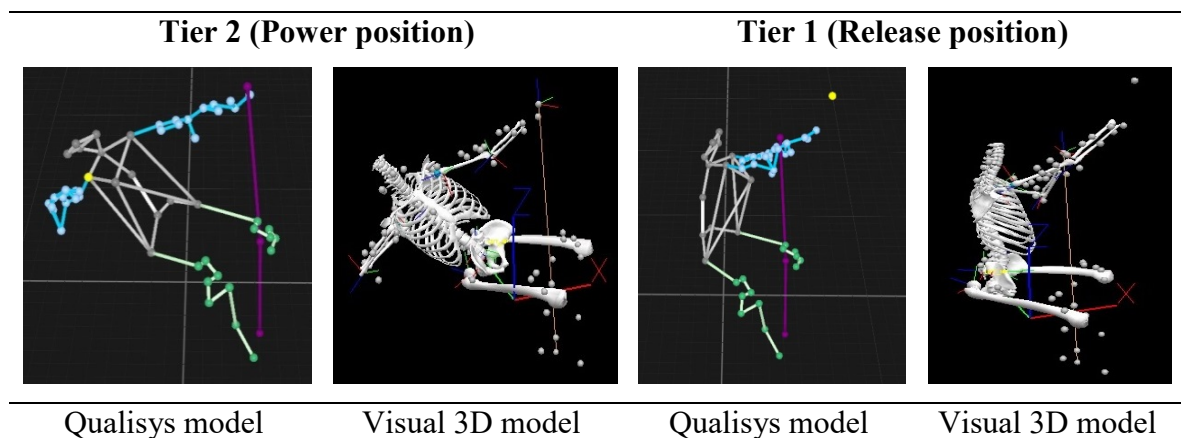 Tier 2 (Power position) Tier 1 (Release position)
X X
Qualisys model Visual 3D model Qualisys model Visual 3D model